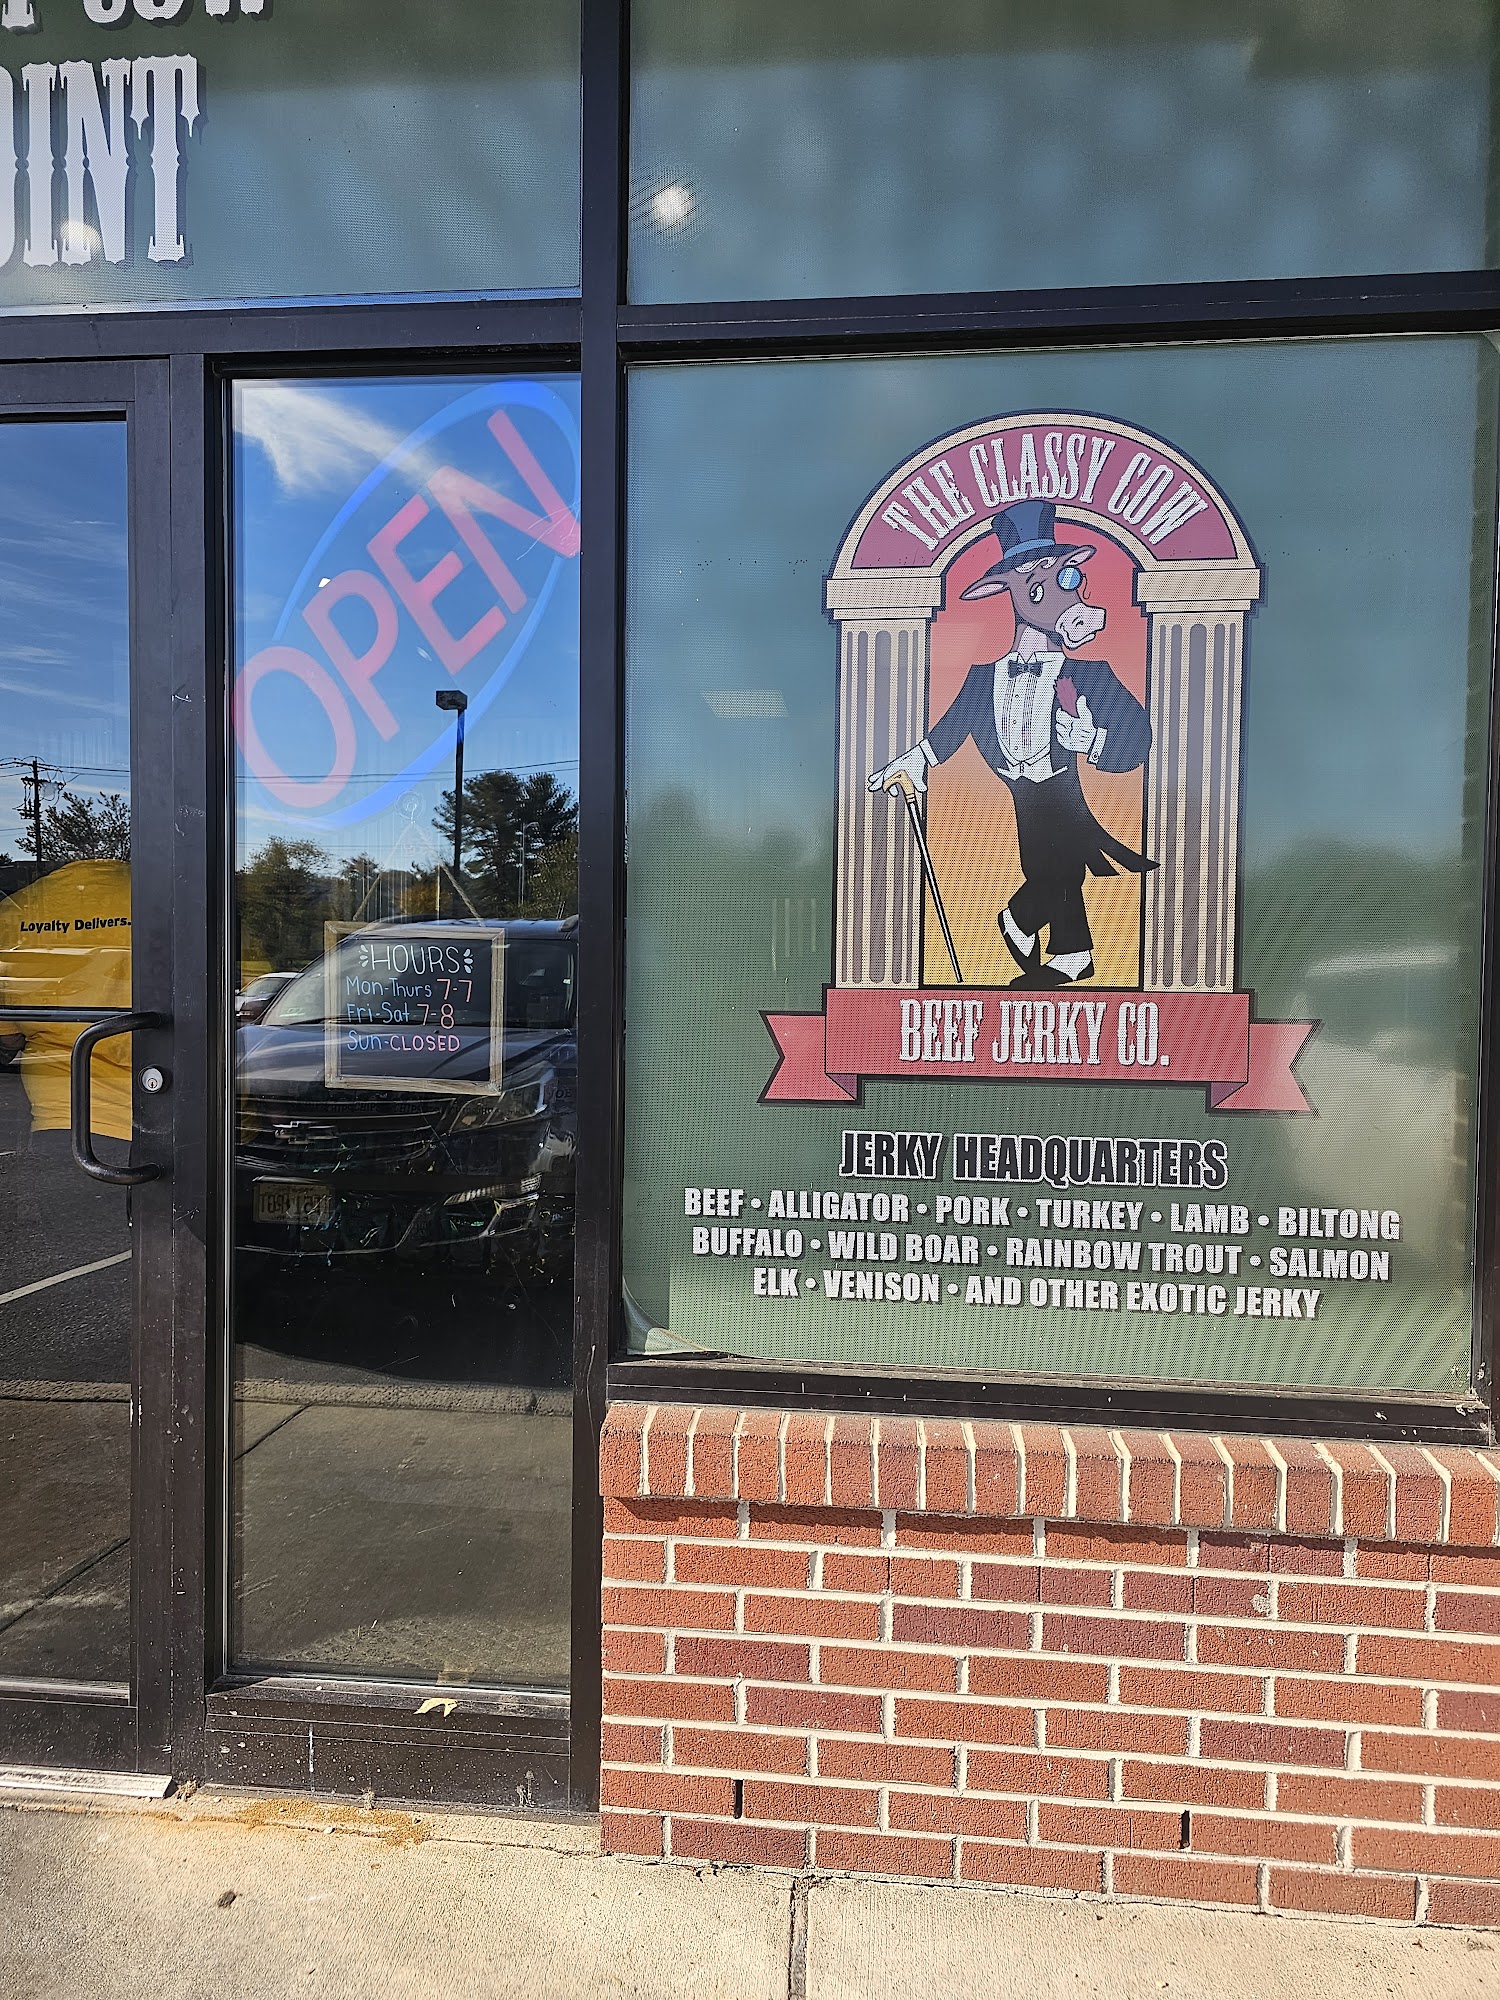 OINT
OPEN
Loyalty Delivers.
HOURS
Mon-Thurs 7-7
Fri-Sat 7-8
Sun-CLOSED
THE CLASSY COW
BEEF JERKY CO.
JERKY HEADQUARTERS
BEEF • ALLIGATOR • PORK • TURKEY • LAMB • BILTONG
BUFFALO • WILD BOAR • RAINBOW TROUT • SALMON
ELK • VENISON • AND OTHER EXOTIC JERKY